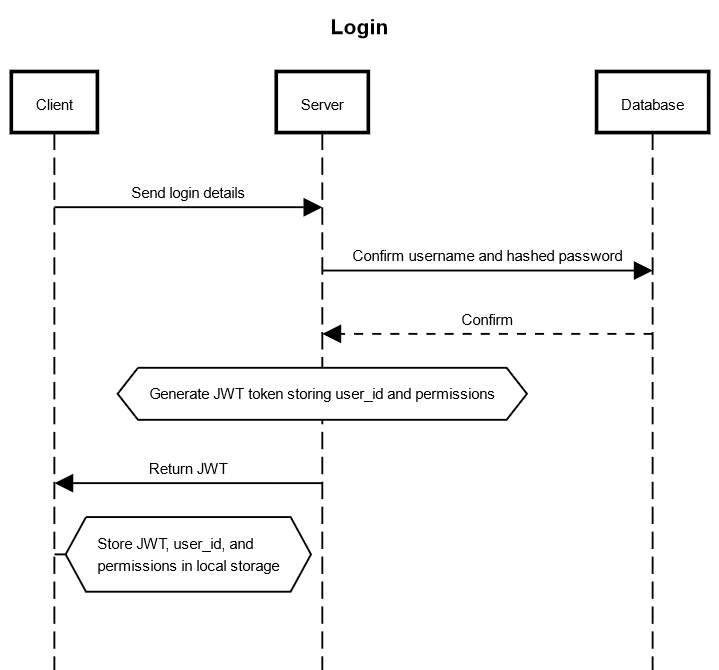 Login
Client
Server
Database
Send login details
Confirm username and hashed password
Confirm
Generate JWT token storing user_id and permissions
Return JWT
Store JWT, user_id, and
permissions in local storage